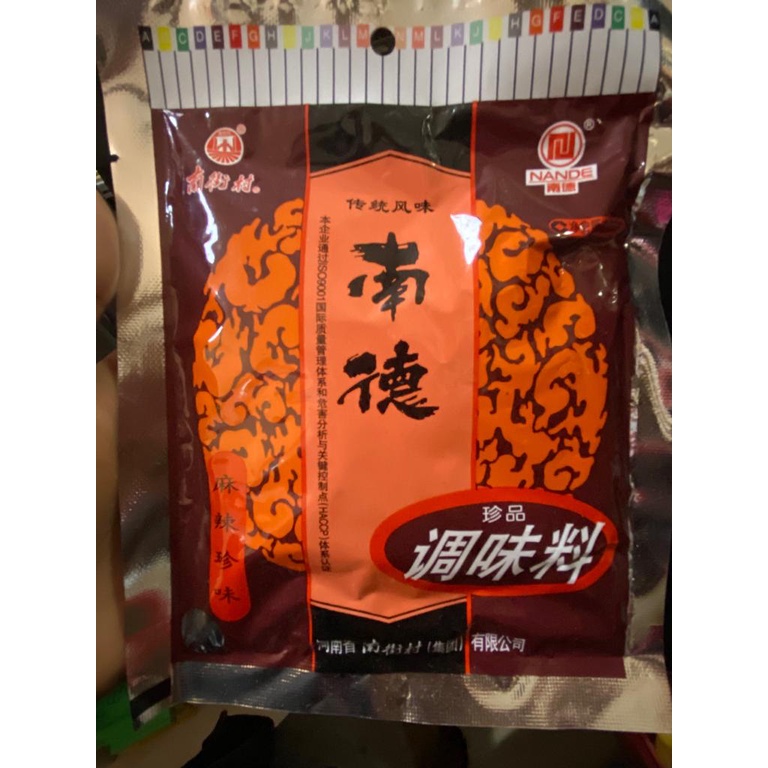 A C D E F G H J K L M N M L K J H G F E D C A
南街村®
®
NANDE
南德
传统风味
南德
本企业通过ISO9001国际质量管理体系和危害分析与关键控制点(HACCP)体系认证
麻辣珍味
珍品
调味料
河南省南街村(集团)有限公司